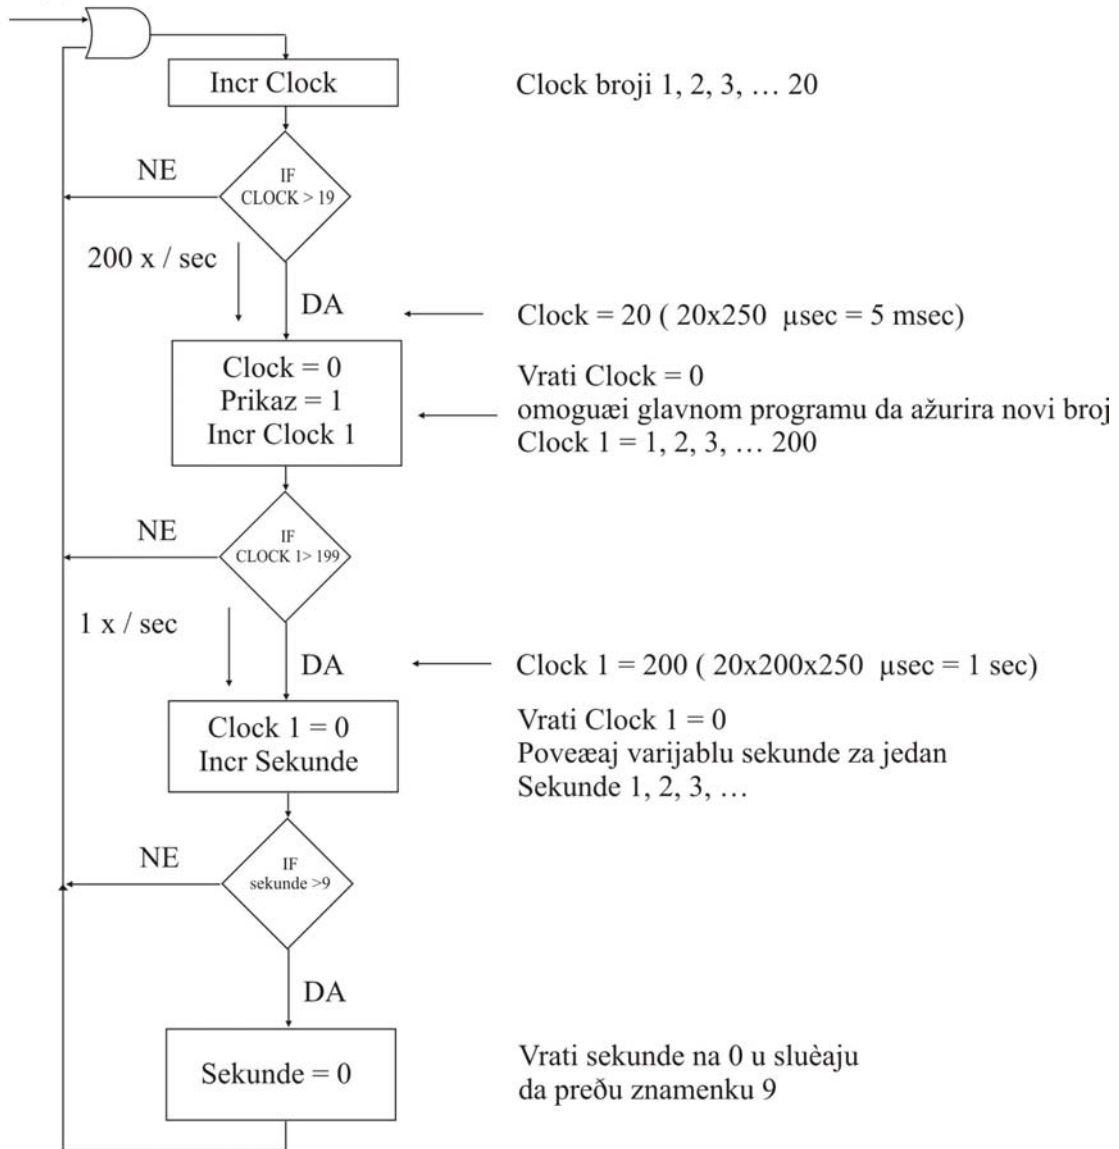 Incr Clock
Clock broji 1, 2, 3, … 20
NE
IF
CLOCK > 19
200 x / sec
DA
Clock = 20 ( 20x250 µsec = 5 msec)
Clock = 0
Prikaz = 1
Incr Clock 1
Vrati Clock = 0
omoguæi glavnom programu da ažurira novi broj
Clock 1 = 1, 2, 3, … 200
NE
IF
CLOCK 1> 199
1 x / sec
DA
Clock 1 = 200 ( 20x200x250 µsec = 1 sec)
Clock 1 = 0
Incr Sekunde
Vrati Clock 1 = 0
Poveæaj varijablu sekunde za jedan
Sekunde 1, 2, 3, …
NE
IF
sekunde >9
DA
Sekunde = 0
Vrati sekunde na 0 u sluèaju
da preðu znamenku 9